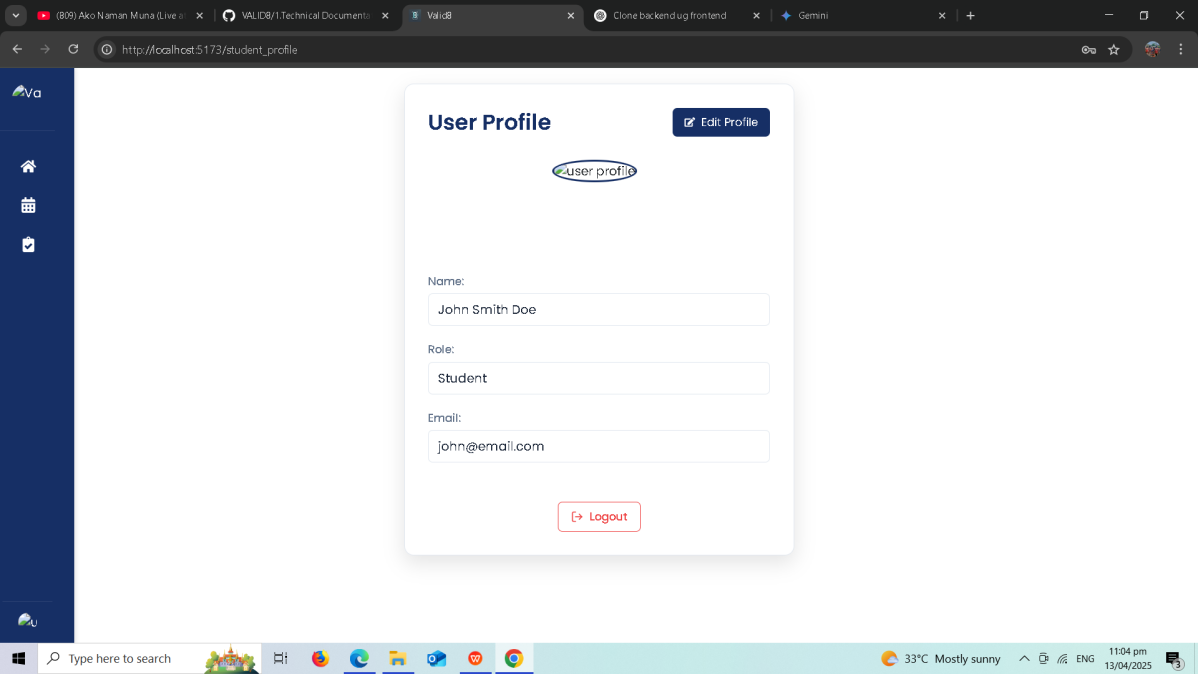 (809) Ako Naman Muna (Live a
VALID8/1.Technical Documenta
Valid8
Clone backend ug frontend
Gemini
http://localhost:5173/student_profile
Va
User Profile
Edit Profile
user profile
Name:
John Smith Doe
Role:
Student
Email:
john@email.com
Logout
Type here to search
33°C Mostly sunny
ENG
11:04 pm
13/04/2025
3